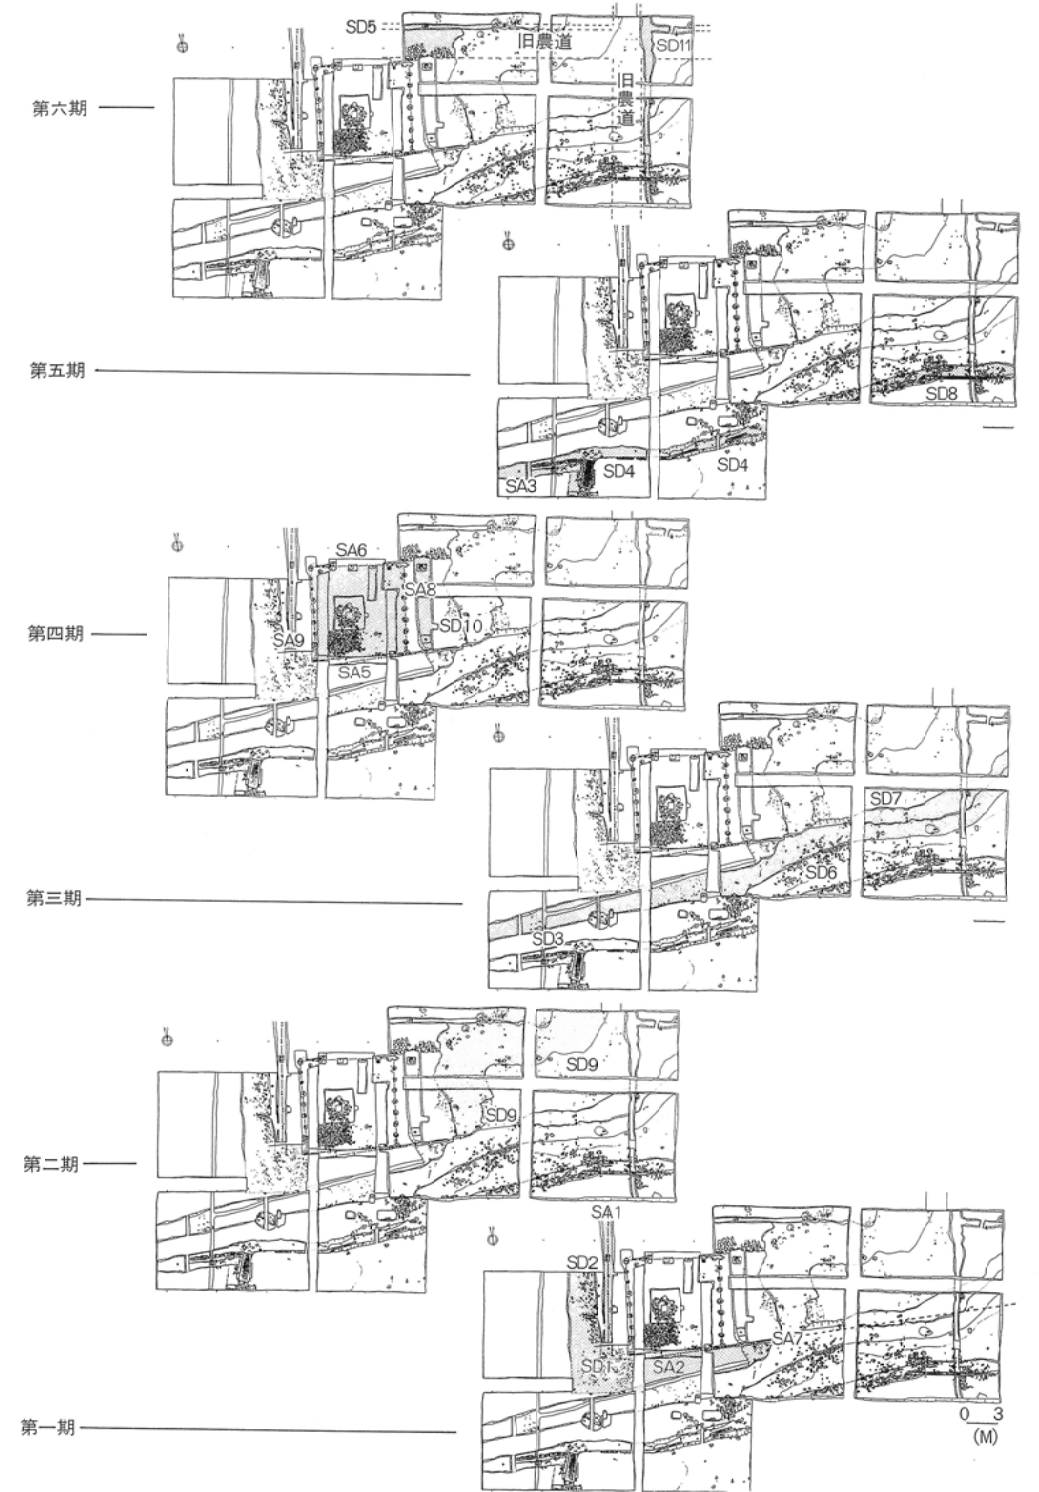 SD5
旧農道
SD11
旧農道
第六期
第五期
SD8
SD4
SD4
SA3
SA6
SA8
第四期
SD10
SA9
SA5
SD7
SD6
第三期
SD3
SD9
SD9
第二期
SA1
SD2
SA7
SD1
SA2
0 3
(M)
第一期